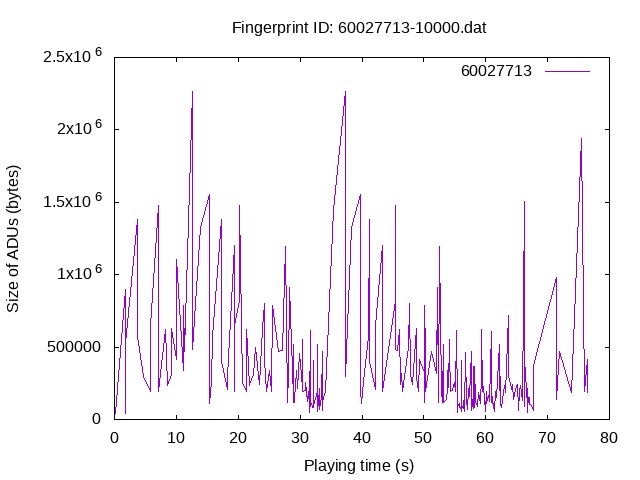 Fingerprint ID: 60027713-10000.dat
2.5x10^6
60027713
2x10^6
1.5x10^6
1x10^6
500000
0
0 10 20 30 40 50 60 70 80
Size of ADUs (bytes)
Playing time (s)